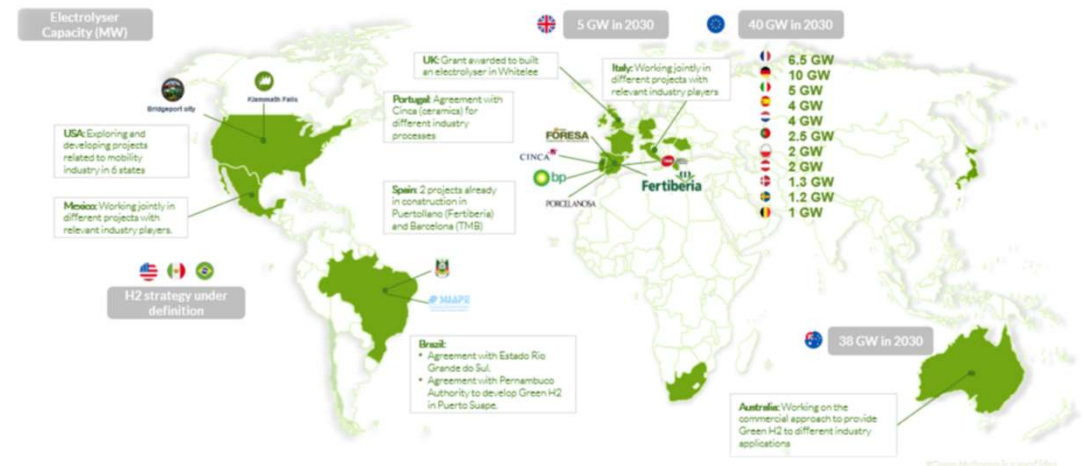 Electrolyser
Capacity (MW)
5 GW in 2030
40 GW in 2030
6.5 GW
10 GW
5 GW
4 GW
4 GW
2.5 GW
2 GW
2 GW
1.3 GW
1.2 GW
1 GW
Bridgeport city
Klammath Falls
UK: Grant awarded to built
an electrolyser in Whitelee
Italy: Working jointly in
different projects with
relevant industry players
Portugal: Agreement with
Cinca (ceramica) for
different industry
processes
USA: Exploring and
developing projects
related to mobility
industry in 6 states
FORESA
CINCA
bp
Fertiberia
PORCELANOSA
Spain: 2 projects already
in construction in
Puertollano (Fertiberia)
and Barcelona (TMB)
Mexico: Working jointly in
different projects with
relevant industry players.
H2 strategy under
definition
SUAPE
Brazil:
• Agreement with Estado Rio
Grande do Sul.
• Agreement with Pernambuco
Authority to develop Green H2
in Puerto Suape.
38 GW in 2030
Australia: Working on the
commercial approach to provide
Green H2 to different industry
applications